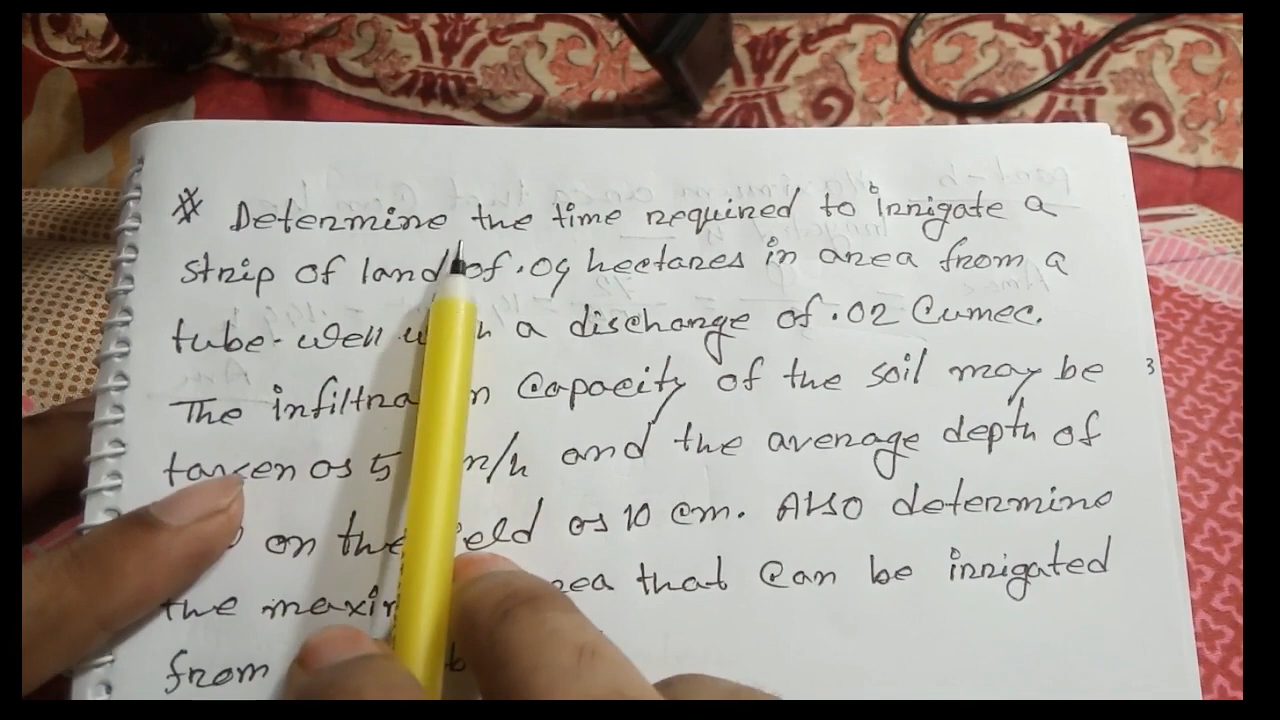 * Determine the time required to irrigate a
strip of land of .04 hectares in area from a
tube-well a discharge of .02 Cumec.
The capacity of the soil may be
taken as 5 and the average depth of
on the as 10 cm. Also determine
the that can be irrigated
from